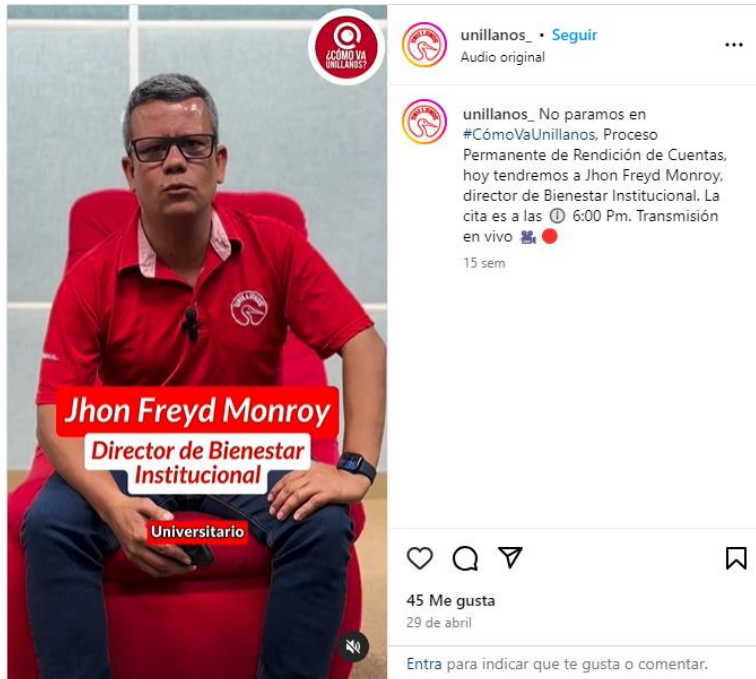 ¿CÓMO VA
UNILLANOS?
UNILLANOS
Jhon Freyd Monroy
Director de Bienestar
Institucional
Universitario
unillanos_ • Seguir
Audio original
unillanos_ No paramos en
#CómoVaUnillanos, Proceso
Permanente de Rendición de Cuentas,
hoy tendremos a Jhon Freyd Monroy,
director de Bienestar Institucional. La
cita es a las 🕕 6:00 Pm. Transmisión
en vivo 🎥 🔴
15 sem
45 Me gusta
29 de abril
Entra para indicar que te gusta o comentar.